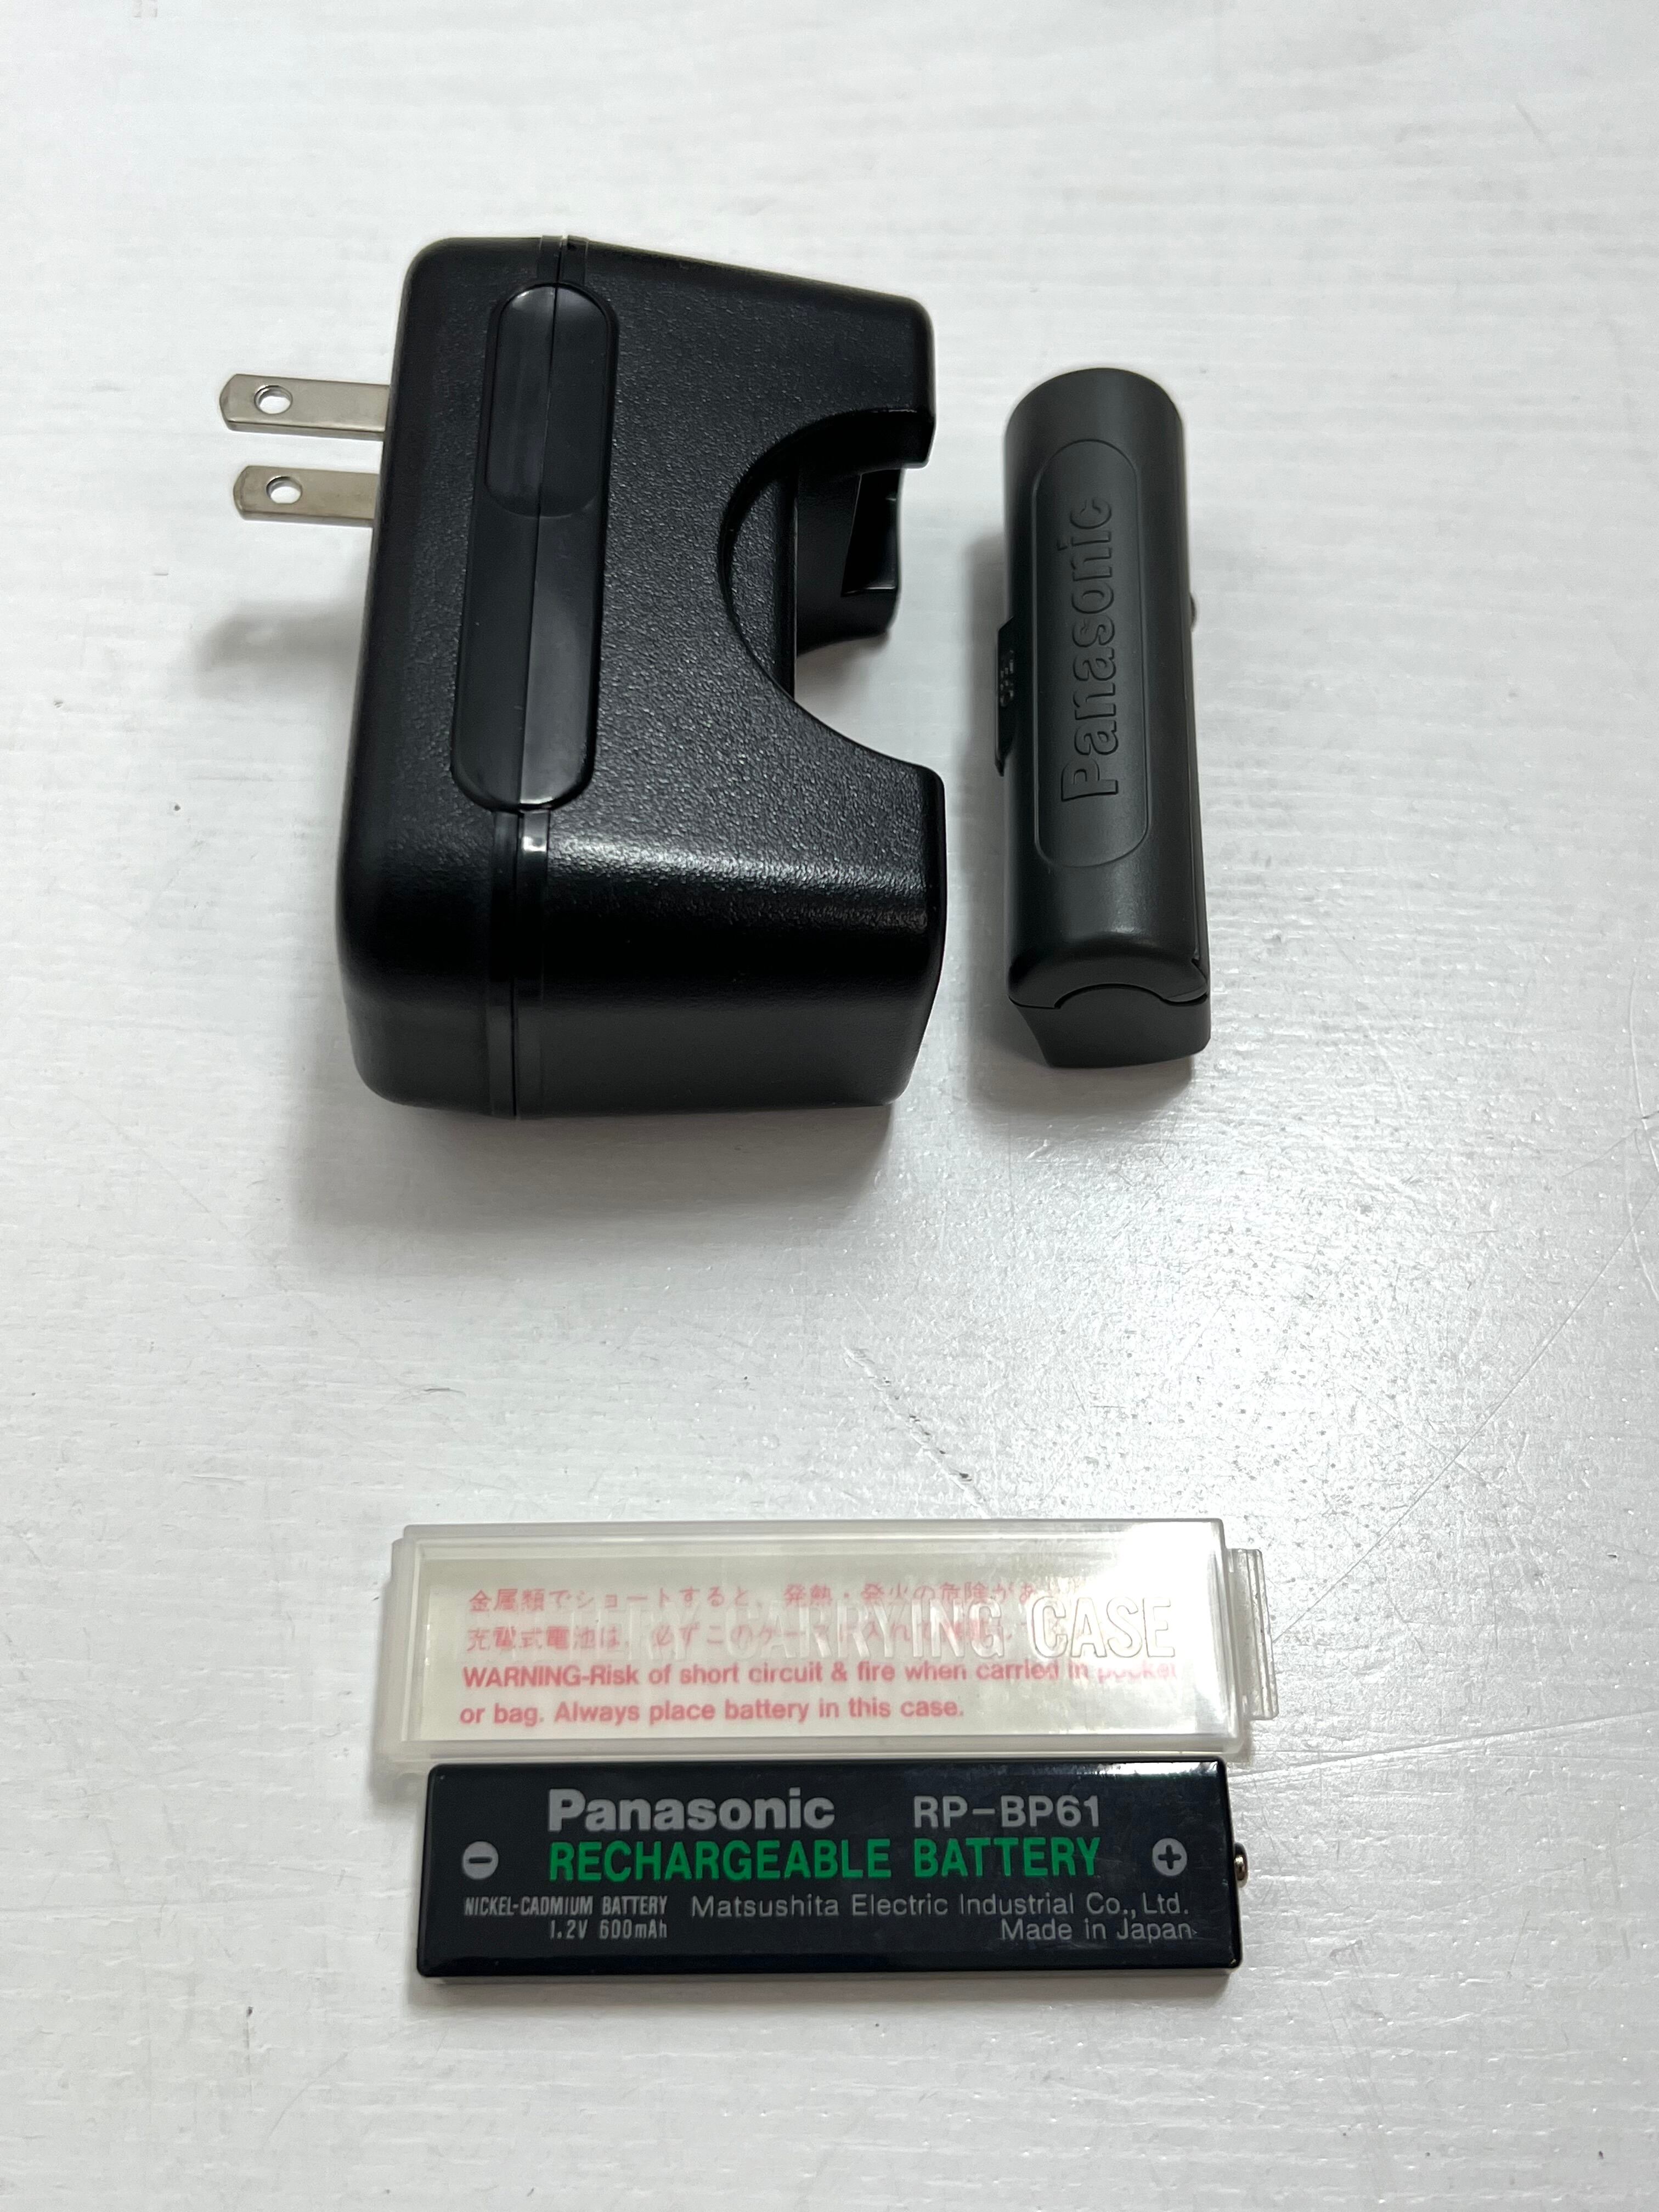 Panasonic
金属類でショートすると、発熱・発火の危険があ
充電式電池は、必ずこのケースに入れて
CARRYING CASE
WARNING-Risk of short circuit & fire when carried in pocket
or bag. Always place battery in this case.
Panasonic RP-BP61
RECHARGEABLE BATTERY
NICKEL-CADMIUM BATTERY Matsushita Electric Industrial Co., Ltd.
1.2V 600mAh Made in Japan